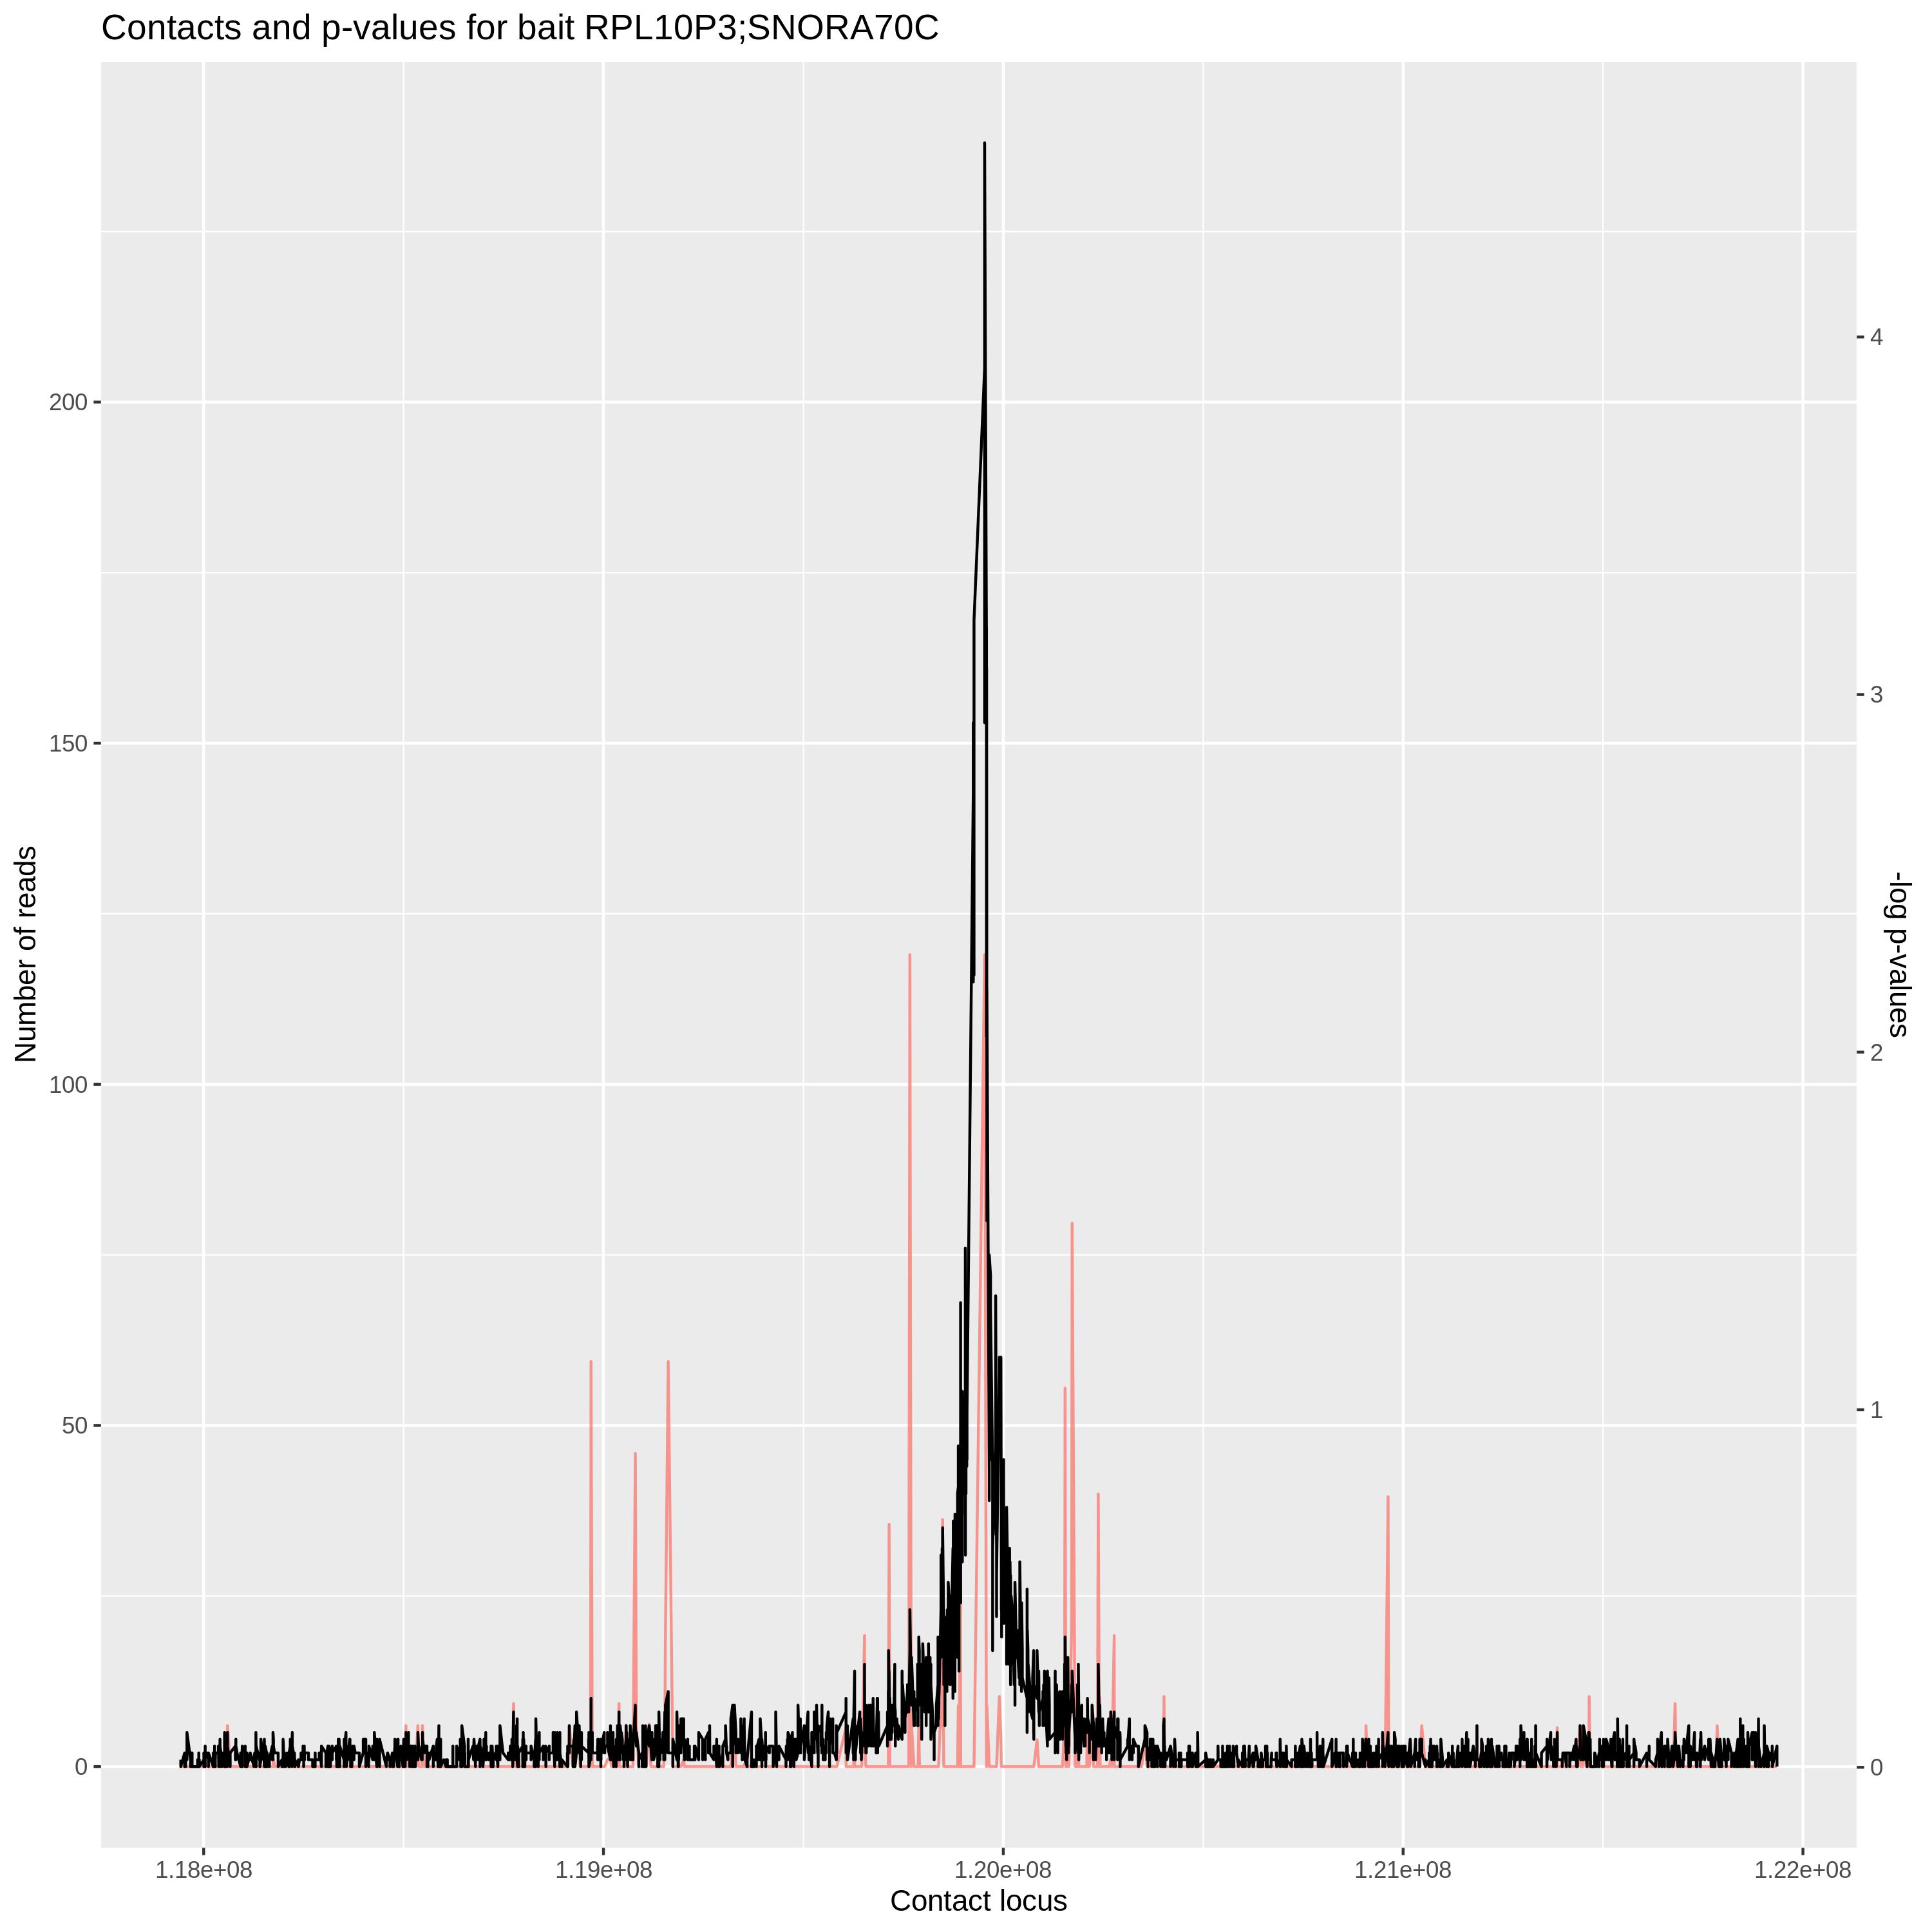 Contacts and p-values for bait RPL10P3;SNORA70C
Number of reads
200
150
100
50
0
4
3
2
1
0
-log p-values
1.18e+08
1.19e+08
1.20e+08
1.21e+08
1.22e+08
Contact locus